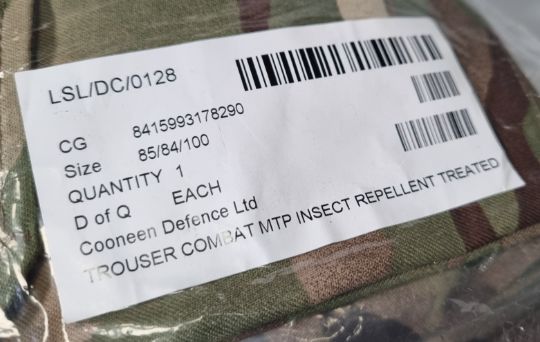 LSL/DC/0128
CG 8415993178290
Size 85/84/100
QUANTITY 1
D of Q EACH
Cooneen Defence Ltd
TROUSER COMBAT MTP INSECT REPELLENT TREATED